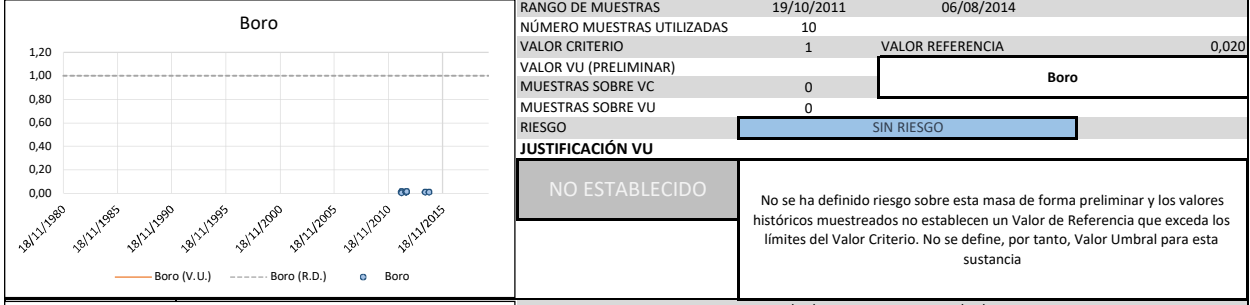 Boro
1,20
1,00
0,80
0,60
0,40
0,20
0,00
18/11/1980
18/11/1985
18/11/1990
18/11/1995
18/11/2000
18/11/2005
18/11/2010
18/11/2015
Boro (V.U.) Boro (R.D.) Boro
RANGO DE MUESTRAS 19/10/2011 06/08/2014
NÚMERO MUESTRAS UTILIZADAS 10
VALOR CRITERIO 1 VALOR REFERENCIA 0,020
VALOR VU (PRELIMINAR)
Boro
MUESTRAS SOBRE VC 0
MUESTRAS SOBRE VU 0
RIESGO SIN RIESGO
JUSTIFICACIÓN VU
NO ESTABLECIDO
No se ha definido riesgo sobre esta masa de forma preliminar y los valores
históricos muestreados no establecen un Valor de Referencia que exceda los
límites del Valor Criterio. No se define, por tanto, Valor Umbral para esta
sustancia